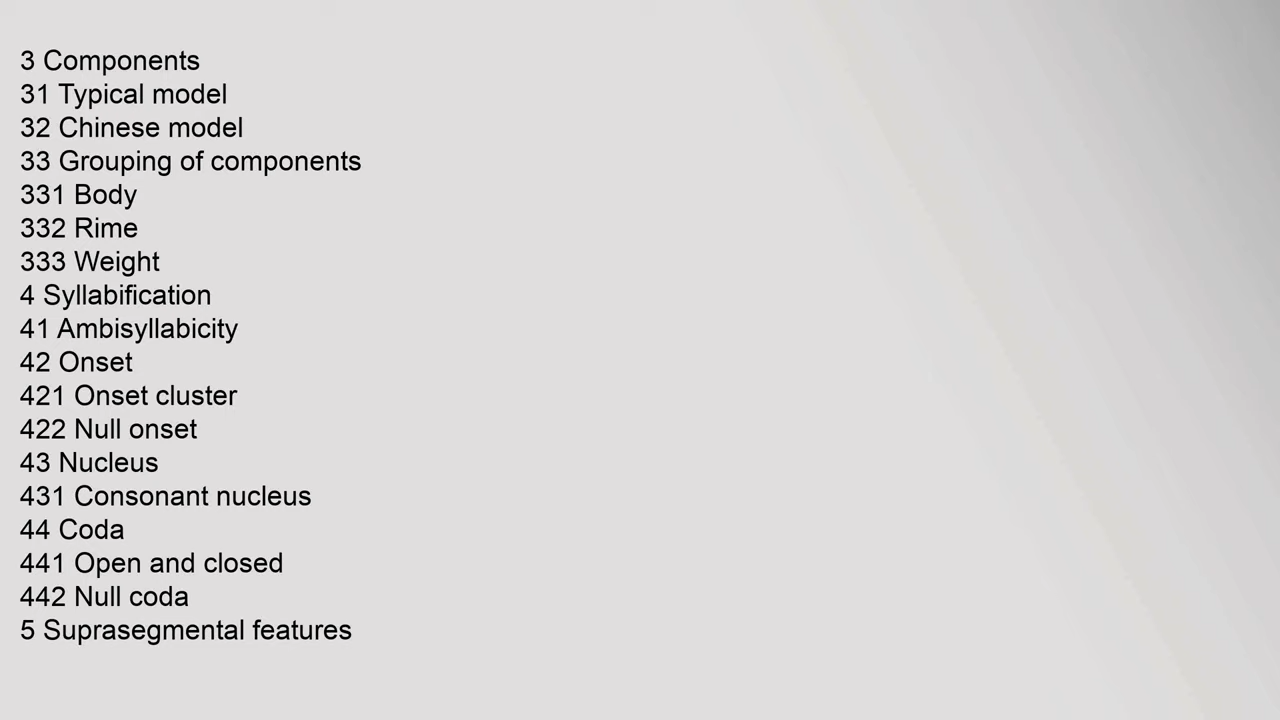 3 Components
31 Typical model
32 Chinese model
33 Grouping of components
331 Body
332 Rime
333 Weight
4 Syllabification
41 Ambisyllabicity
42 Onset
421 Onset cluster
422 Null onset
43 Nucleus
431 Consonant nucleus
44 Coda
441 Open and closed
442 Null coda
5 Suprasegmental features